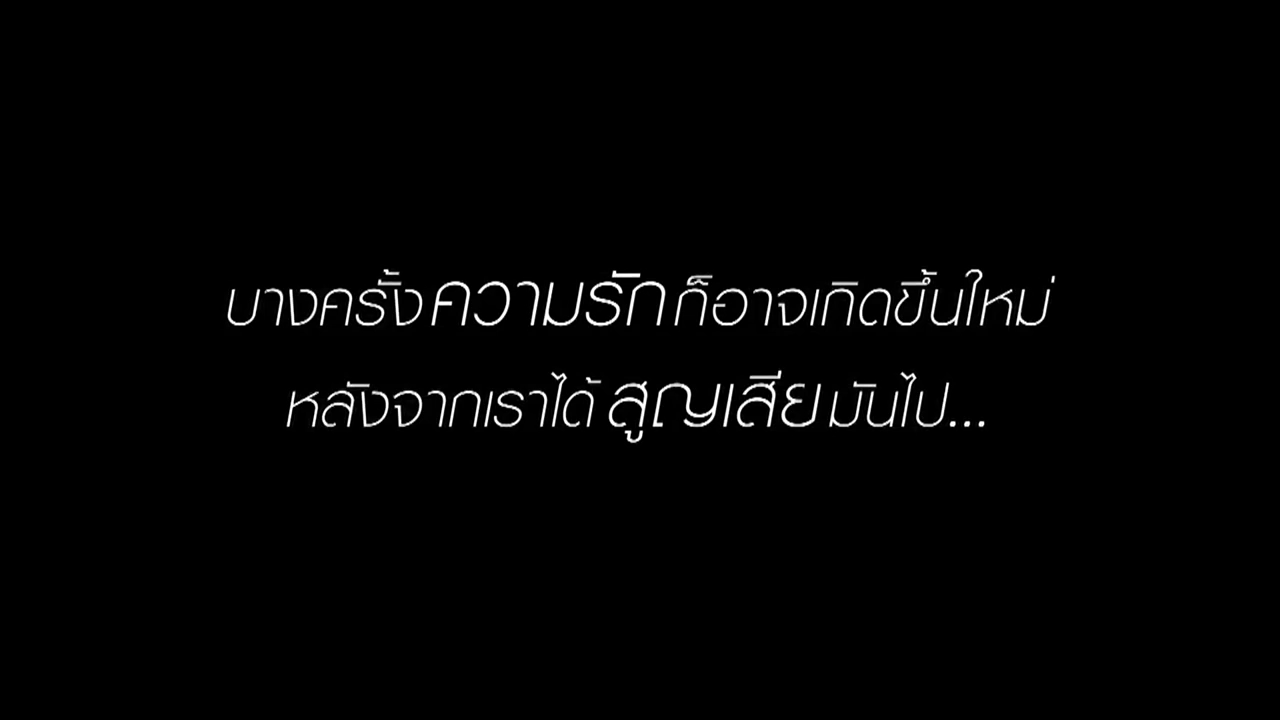 บางครั้งความรักก็อาจเกิดขึ้นใหม่
หลังจากเราได้สูญเสียมันไป...